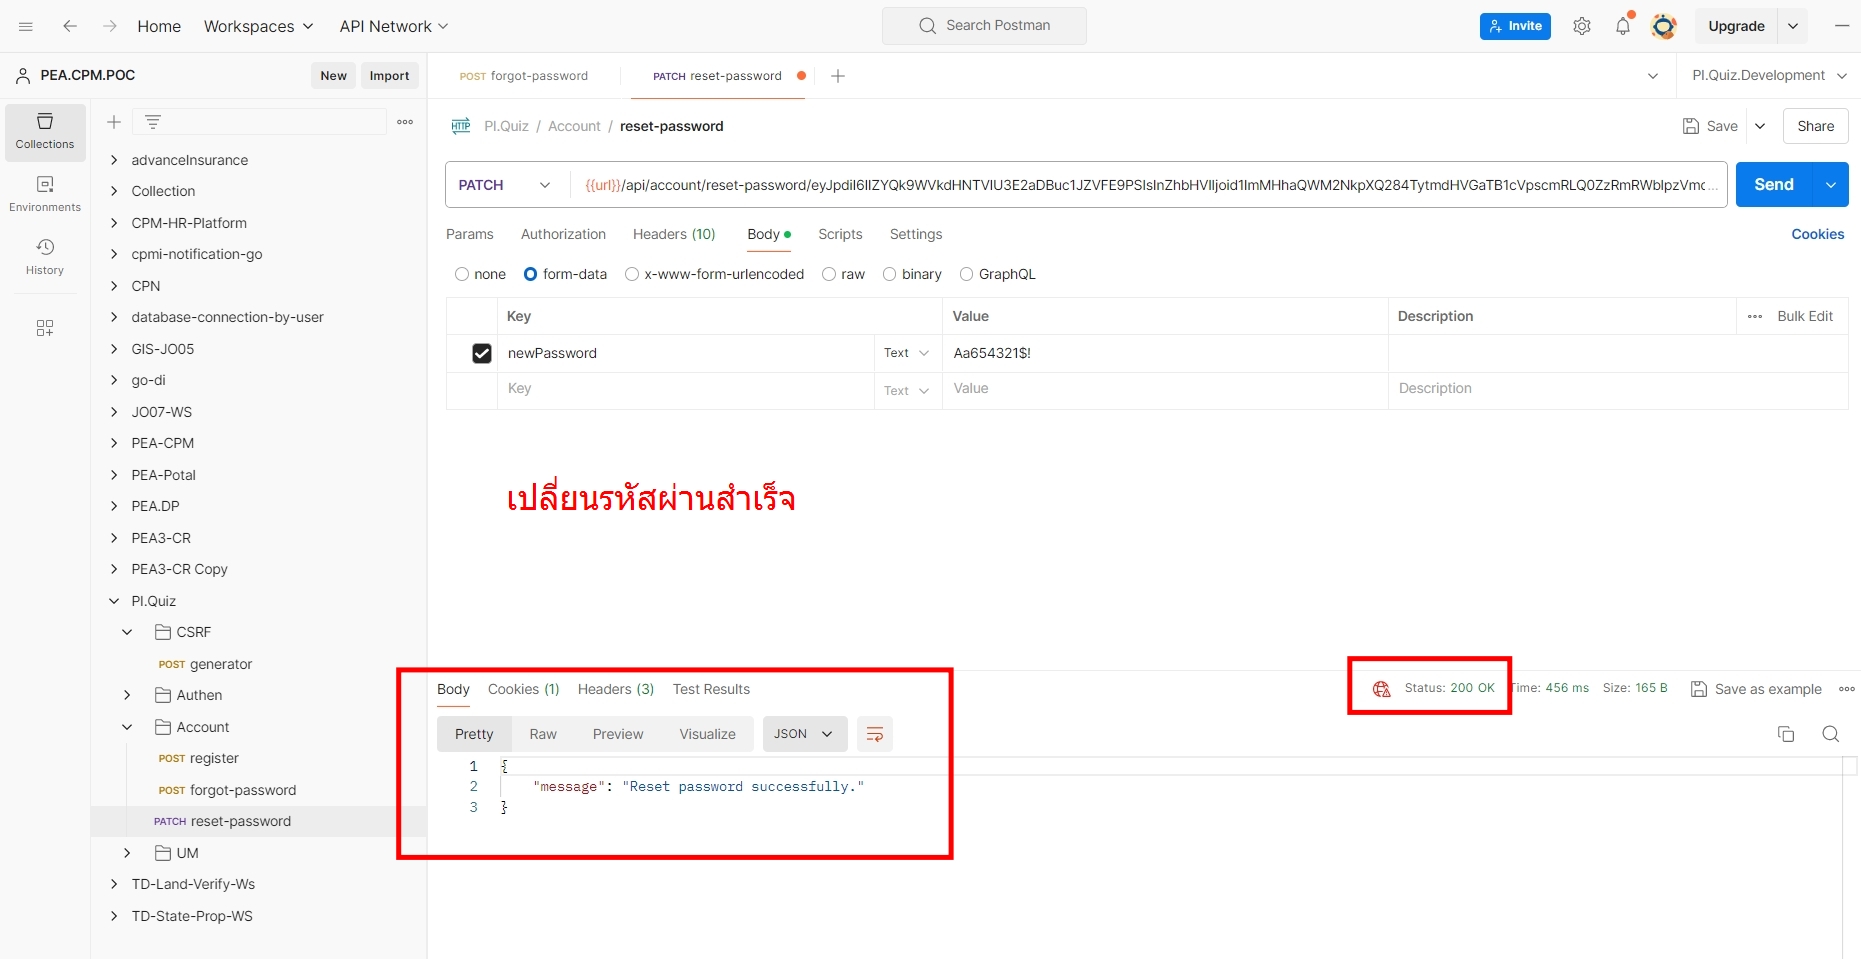 Home
Workspaces
API Network
Search Postman
Invite
Upgrade
PEA.CPM.POC
New
Import
POST forgot-password
PATCH reset-password
PI.Quiz.Development
Collections
Environments
History
advanceInsurance
Collection
CPM-HR-Platform
cpmi-notification-go
CPN
database-connection-by-user
GIS-JO05
go-di
JO07-WS
PEA-CPM
PEA-Potal
PEA.DP
PEA3-CR
PEA3-CR Copy
PI.Quiz
CSRF
POST generator
Authen
Account
POST register
POST forgot-password
PATCH reset-password
UM
TD-Land-Verify-Ws
TD-State-Prop-WS
HTTP PI.Quiz / Account / reset-password
Save
Share
PATCH
{{url}}/api/account/reset-password/
Send
Params
Authorization
Headers (10)
Body
Scripts
Settings
Cookies
none
form-data
x-www-form-urlencoded
raw
binary
GraphQL
Key
Value
Description
Bulk Edit
newPassword
Text
Aa654321$!
Key
Text
Value
Description
เปลี่ยนรหัสผ่านสำเร็จ
Body
Cookies (1)
Headers (3)
Test Results
Status: 200 OK
Time: 456 ms
Size: 165 B
Save as example
Pretty
Raw
Preview
Visualize
JSON
1 {
2 "message": "Reset password successfully."
3 }